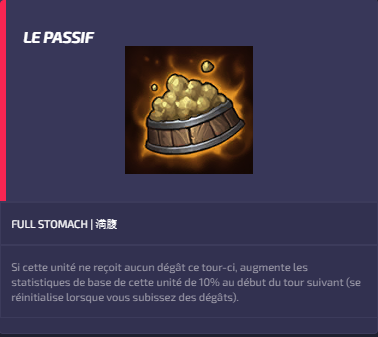 LE PASSIF
FULL STOMACH | 満腹
Si cette unité ne reçoit aucun dégât ce tour-ci, augmente les
statistiques de base de cette unité de 10% au début du tour suivant (se
réinitialise lorsque vous subissez des dégâts).